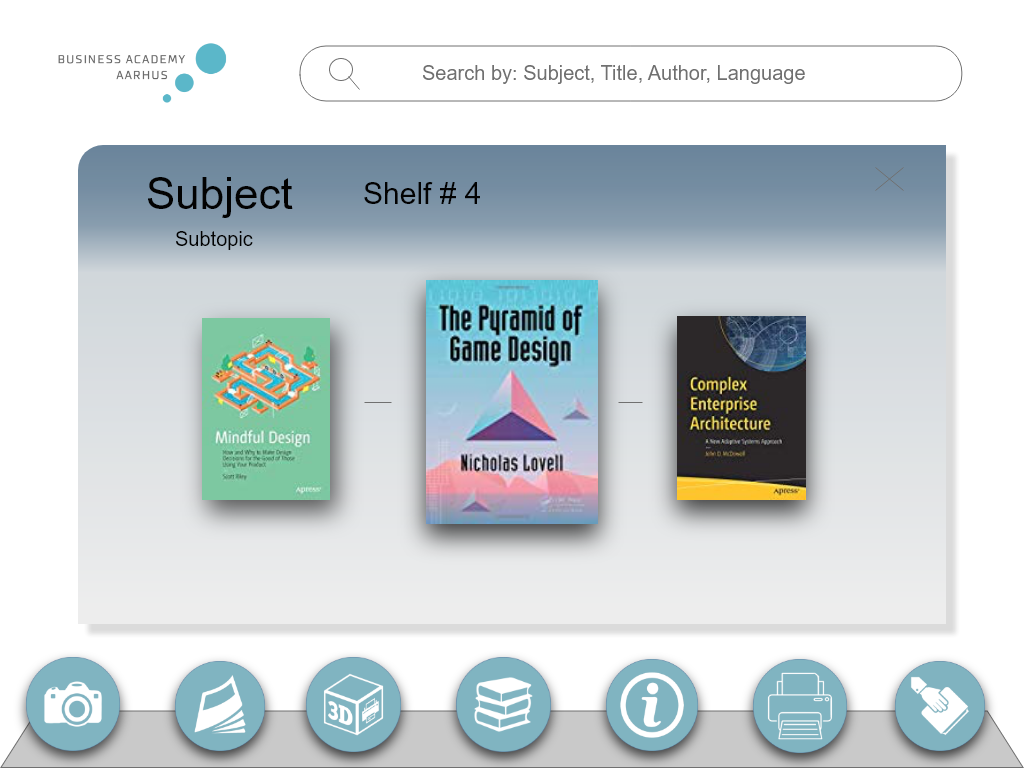 BUSINESS ACADEMY
AARHUS
Search by: Subject, Title, Author, Language
Subject
Shelf # 4
Subtopic
The Pyramid of
Game Design
Nicholas Lovell
Mindful Design
How and Why to Make Design
Decisions for the Good of Those
Using Your Product
Scott Riley
Apress®
Complex
Enterprise
Architecture
A New Adaptive Systems Approach
John D. McDowall
Apress®
3D